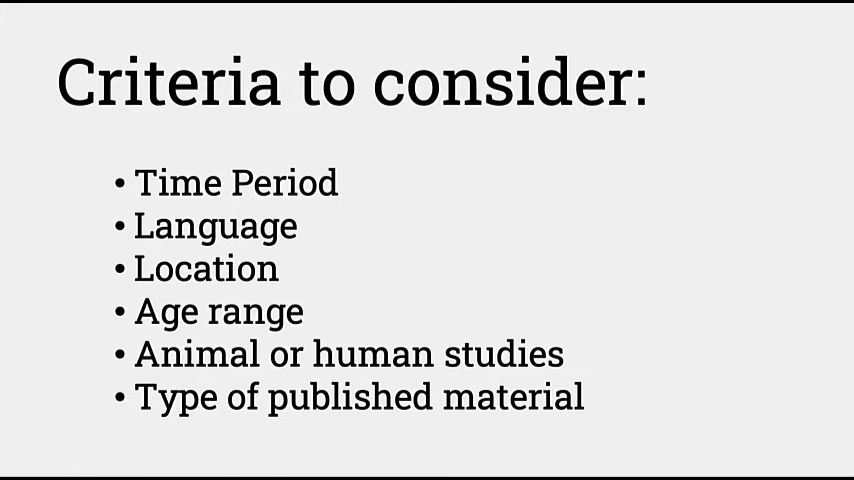 Criteria to consider:
• Time Period
• Language
• Location
• Age range
• Animal or human studies
• Type of published material